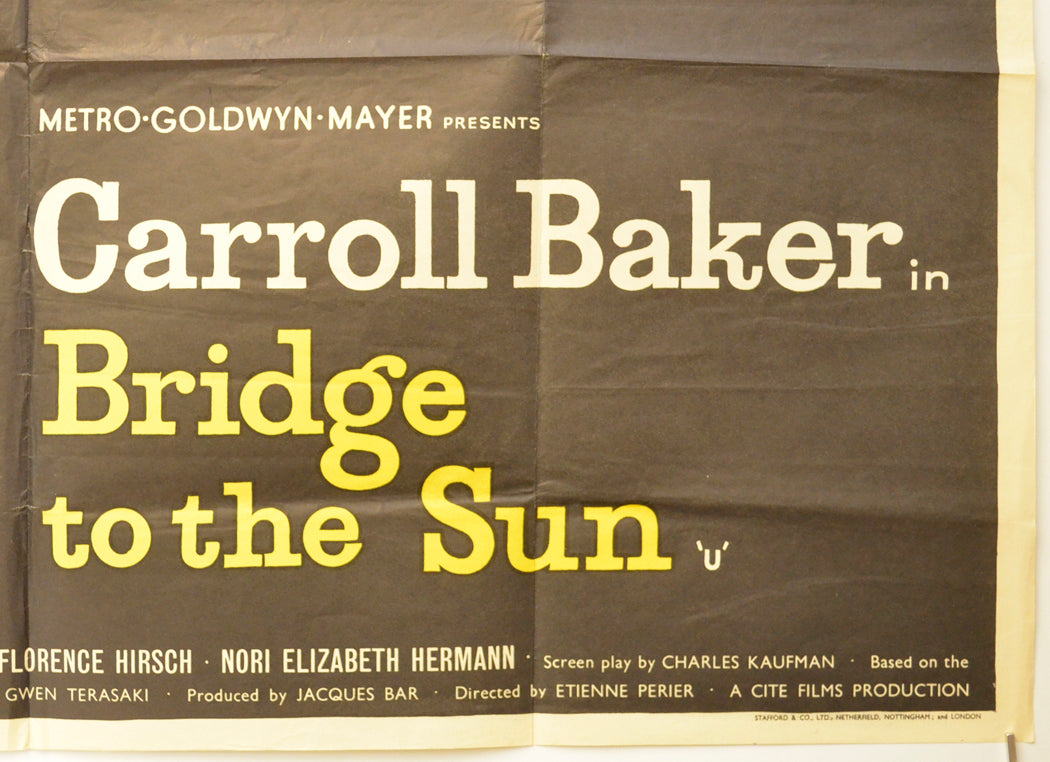 METRO·GOLDWYN·MAYER PRESENTS
Carroll Baker in
Bridge
to the Sun 'U'
FLORENCE HIRSCH · NORI ELIZABETH HERMANN · Screen play by CHARLES KAUFMAN · Based on the
GWEN TERASAKI · Produced by JACQUES BAR · Directed by ETIENNE PERIER · A CITE FILMS PRODUCTION
STAFFORD & CO., LTD., NETHERFIELD, NOTTINGHAM; and LONDON